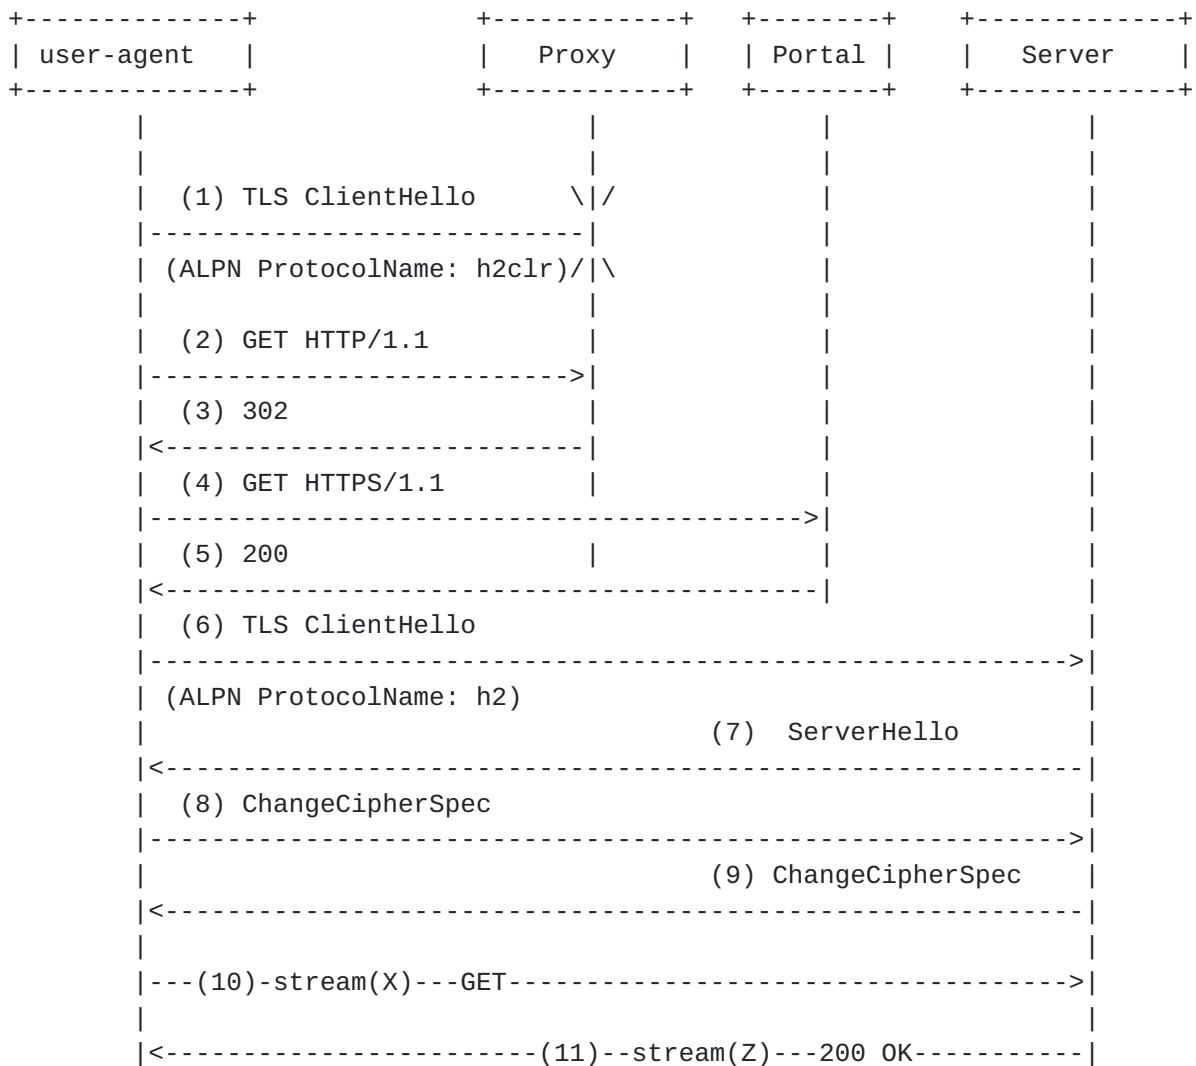 user-agent Proxy Portal Server
(1) TLS ClientHello
(ALPN ProtocolName: h2clr)
(2) GET HTTP/1.1
(3) 302
(4) GET HTTPS/1.1
(5) 200
(6) TLS ClientHello
(ALPN ProtocolName: h2)
(7) ServerHello
(8) ChangeCipherSpec
(9) ChangeCipherSpec
(10)-stream(X)---GET
(11)--stream(Z)---200 OK